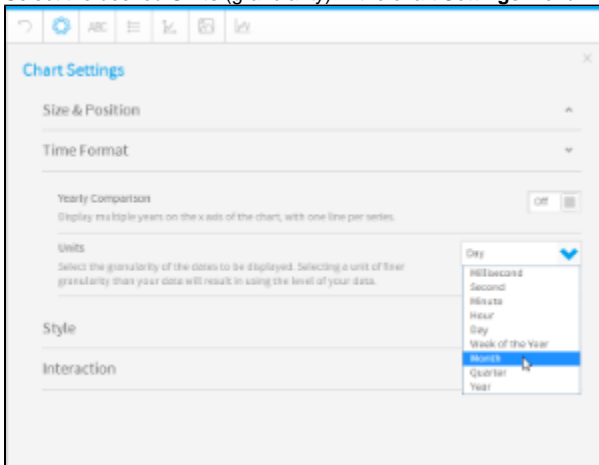 ABC
Chart Settings
Size & Position
Time Format
Yearly Comparison
Off
Display multiple years on the x axis of the chart, with one line per series.
Units
Day
Select the granularity of the dates to be displayed. Selecting a unit of finer
granularity than your data will result in using the level of your data.
Millisecond
Second
Minute
Hour
Day
Week of the Year
Month
Quarter
Year
Style
Interaction